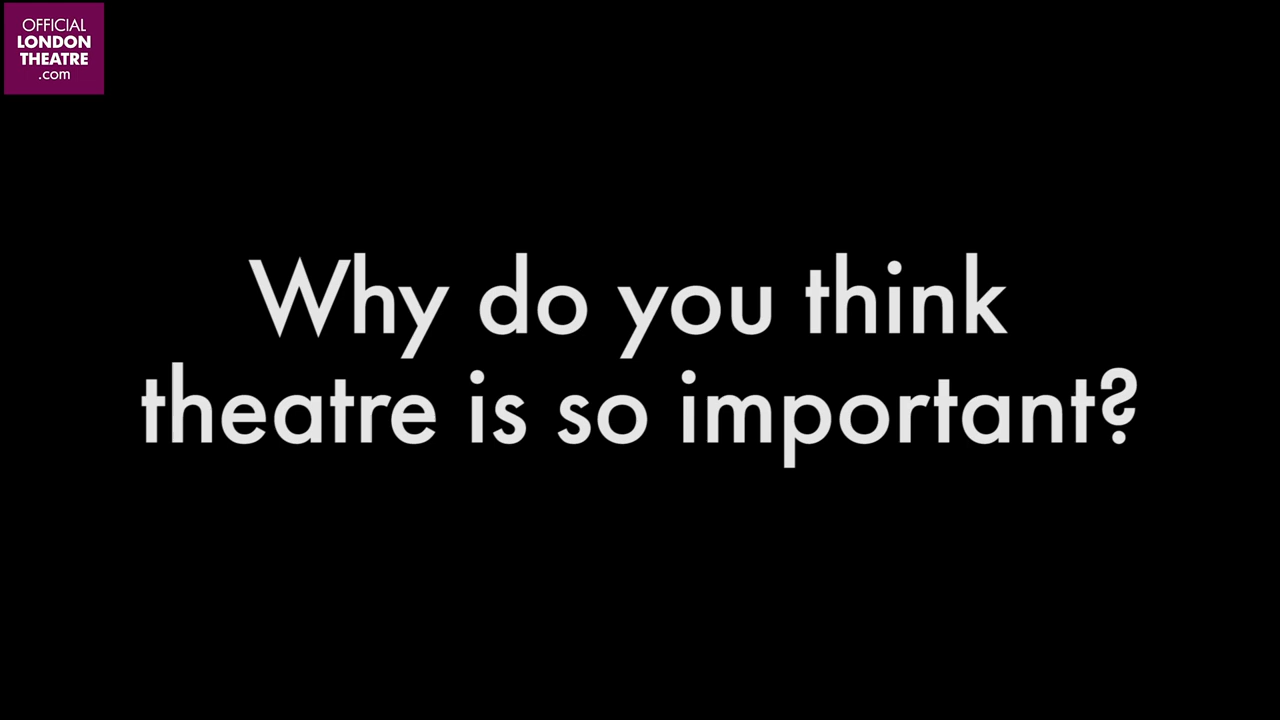 OFFICIAL
LONDON
THEATRE
.com
Why do you think
theatre is so important?